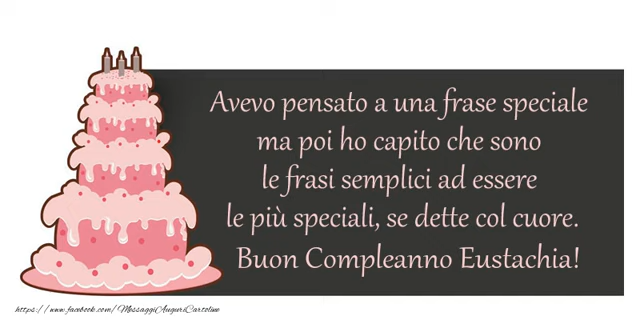 Avevo pensato a una frase speciale
ma poi ho capito che sono
le frasi semplici ad essere
le più speciali, se dette col cuore.
Buon Compleanno Eustachia!
https://www.facebook.com/MessaggiAuguriCartoline